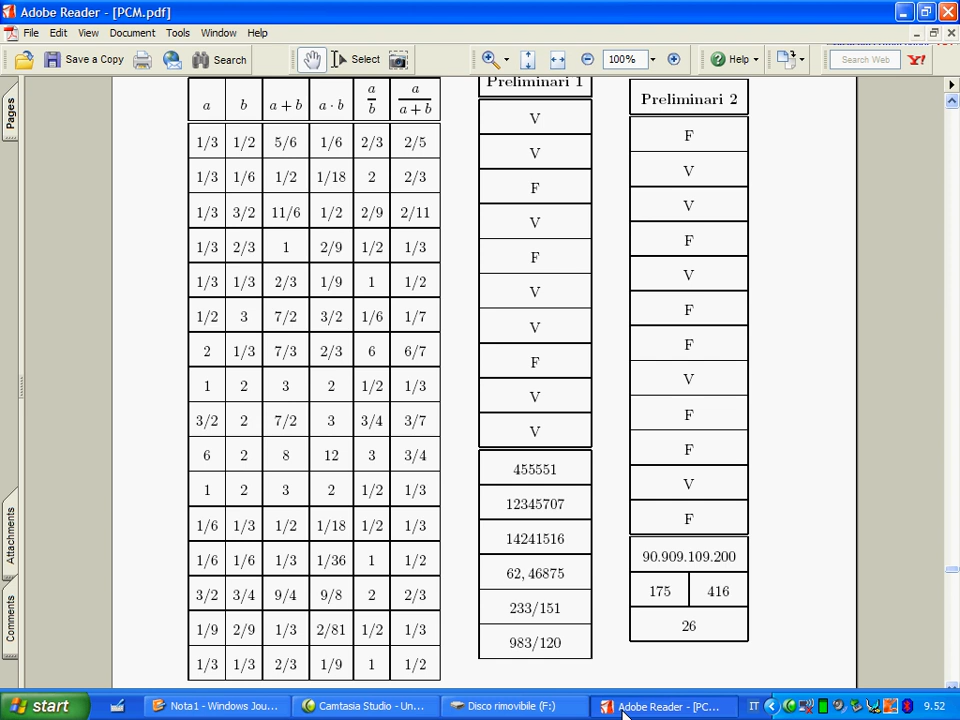 Adobe Reader - [PCM.pdf]
File Edit View Document Tools Window Help
Save a Copy Search Select 100% Help Search Web Y!
Pages
Attachments
Comments
a b a + b a · b a/b a/(a + b)
1/3 1/2 5/6 1/6 2/3 2/5
1/3 1/6 1/2 1/18 2 2/3
1/3 3/2 11/6 1/2 2/9 2/11
1/3 2/3 1 2/9 1/2 1/3
1/3 1/3 2/3 1/9 1 1/2
1/2 3 7/2 3/2 1/6 1/7
2 1/3 7/3 2/3 6 6/7
1 2 3 2 1/2 1/3
3/2 2 7/2 3 3/4 3/7
6 2 8 12 3 3/4
1 2 3 2 1/2 1/3
1/6 1/3 1/2 1/18 1/2 1/3
1/6 1/6 1/3 1/36 1 1/2
3/2 3/4 9/4 9/8 2 2/3
1/9 2/9 1/3 2/81 1/2 1/3
1/3 1/3 2/3 1/9 1 1/2
Preliminari 1
V
V
F
V
F
V
V
F
V
V
455551
12345707
14241516
62, 46875
233/151
983/120
Preliminari 2
F
V
V
F
V
F
F
V
F
F
V
F
90.909.109.200
175 416
26
start Nota1 - Windows Jou... Camtasia Studio - Un... Disco rimovibile (F:) Adobe Reader - [PC... IT 9.52